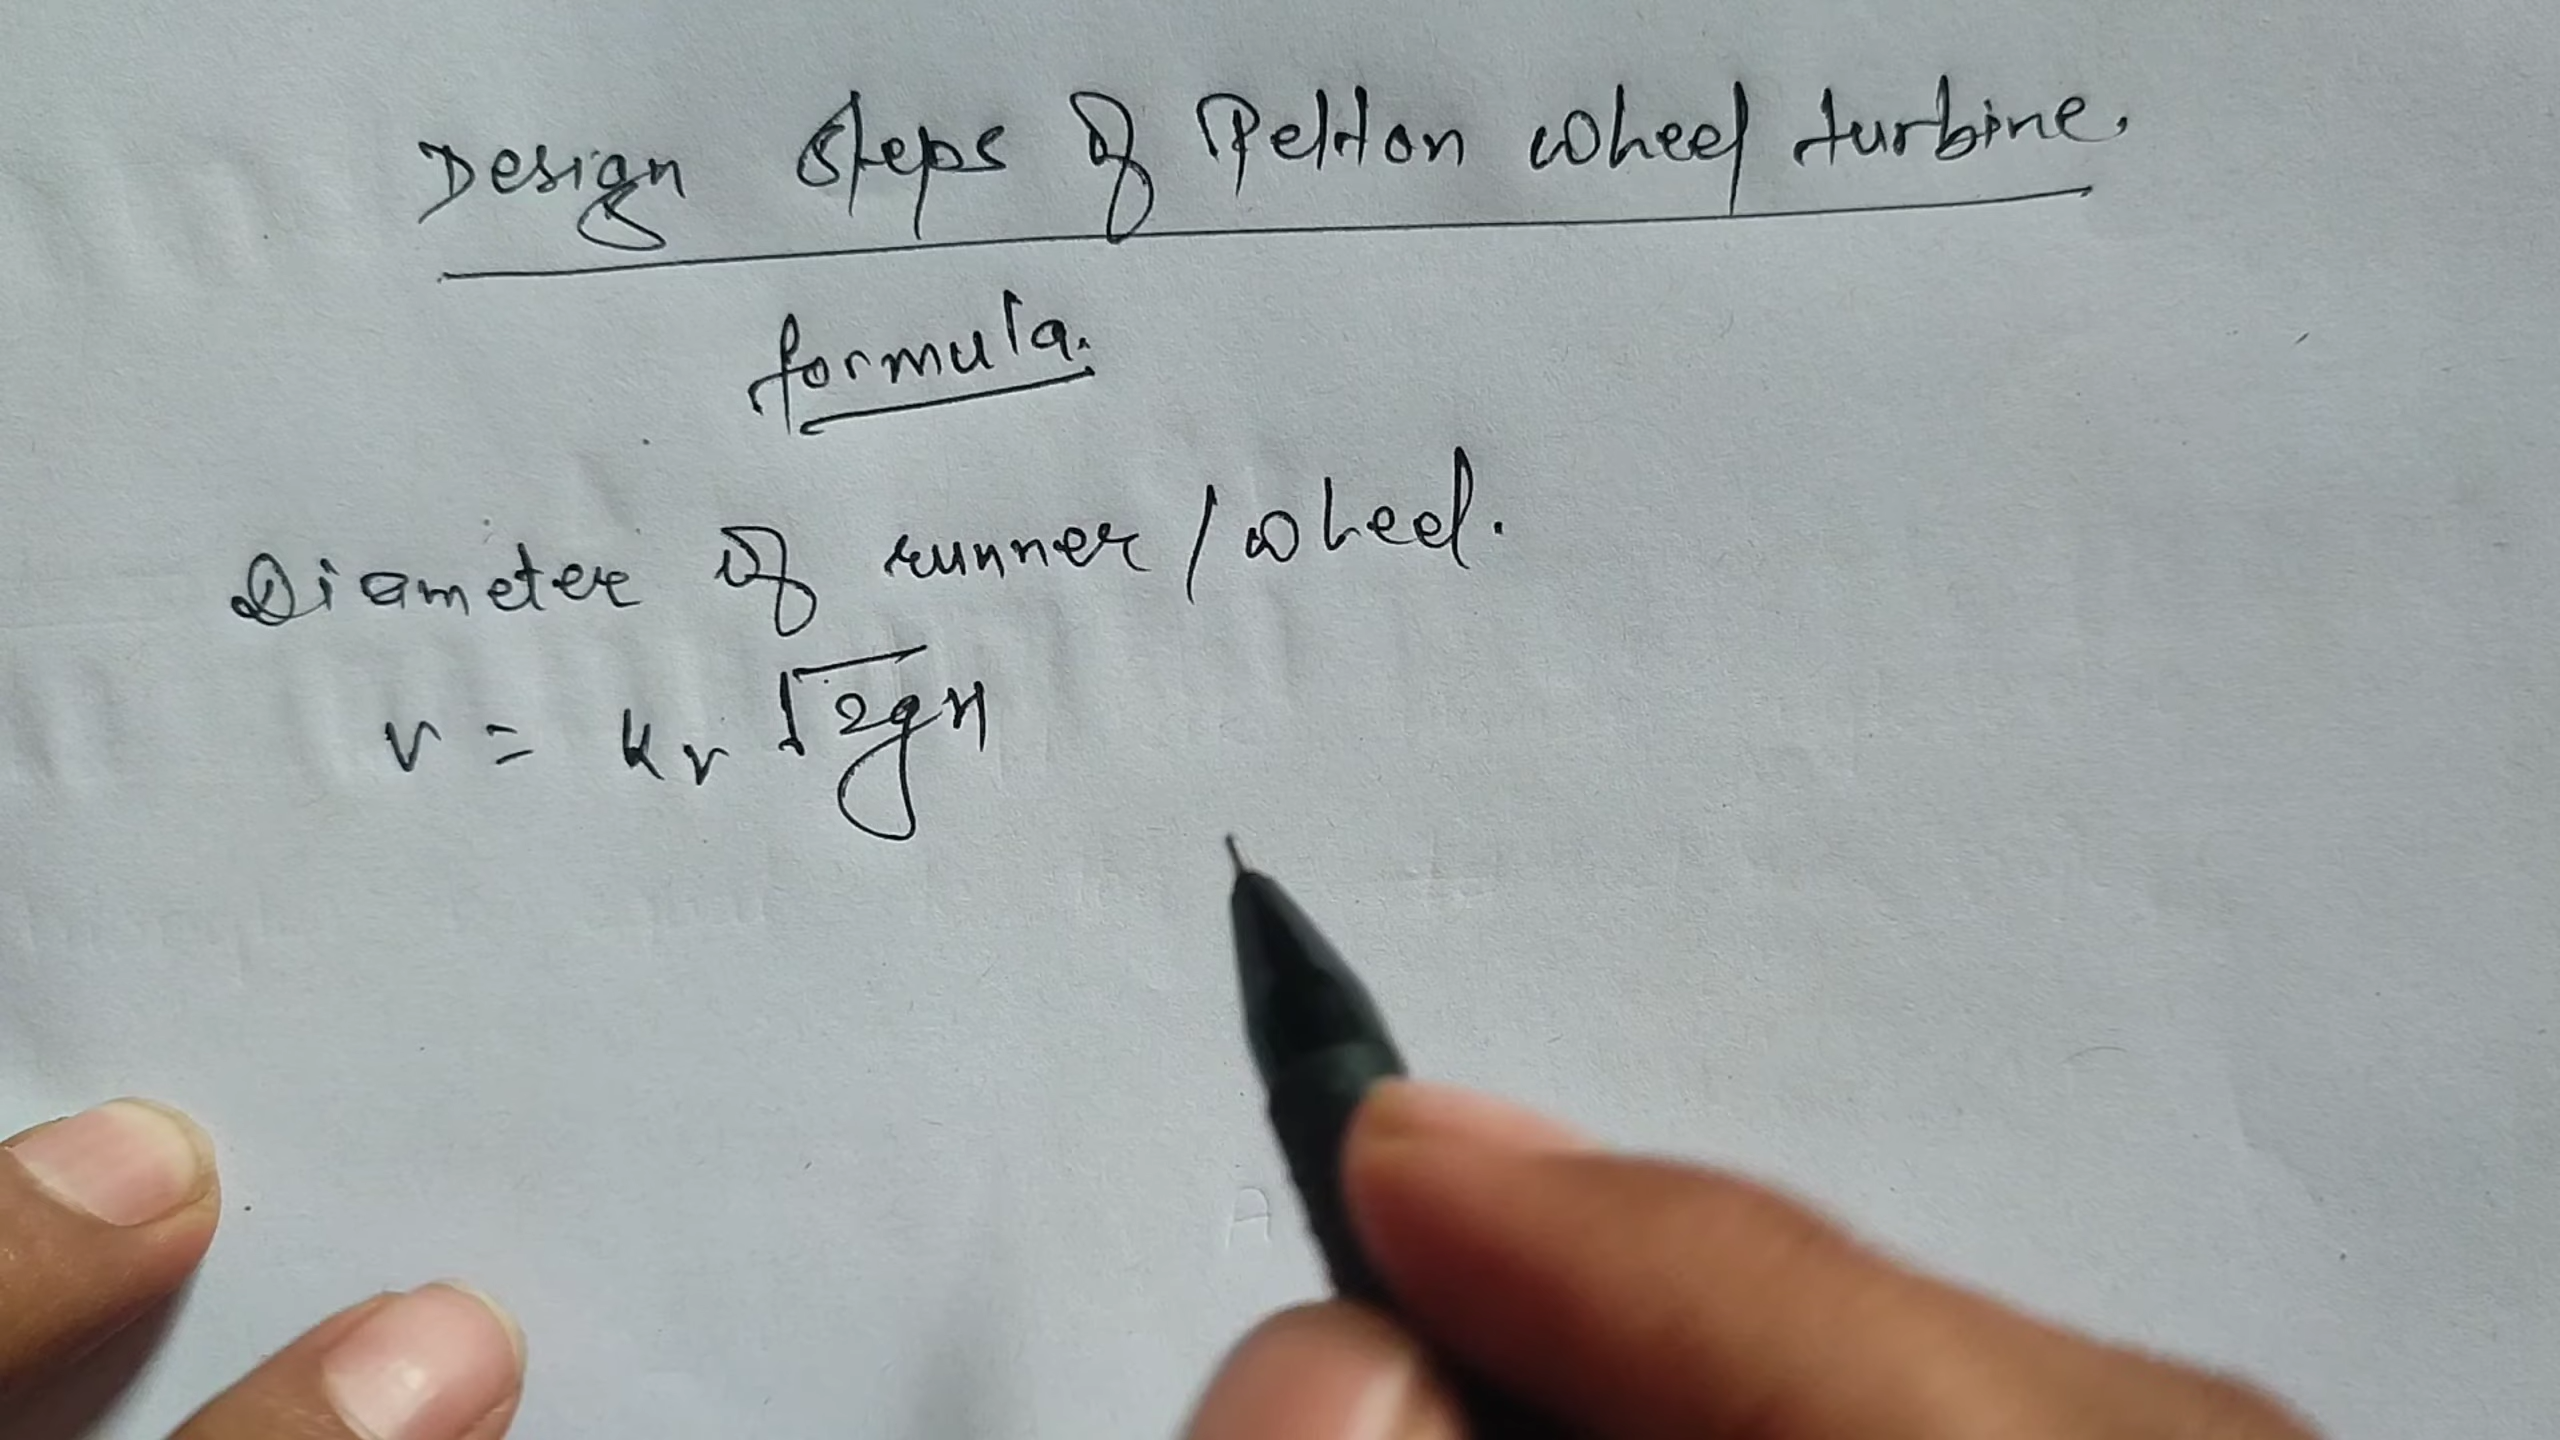 Design steps of Pelton wheel turbine.
formula.
Diameter of runner / wheel.
v = kv √2gH
A